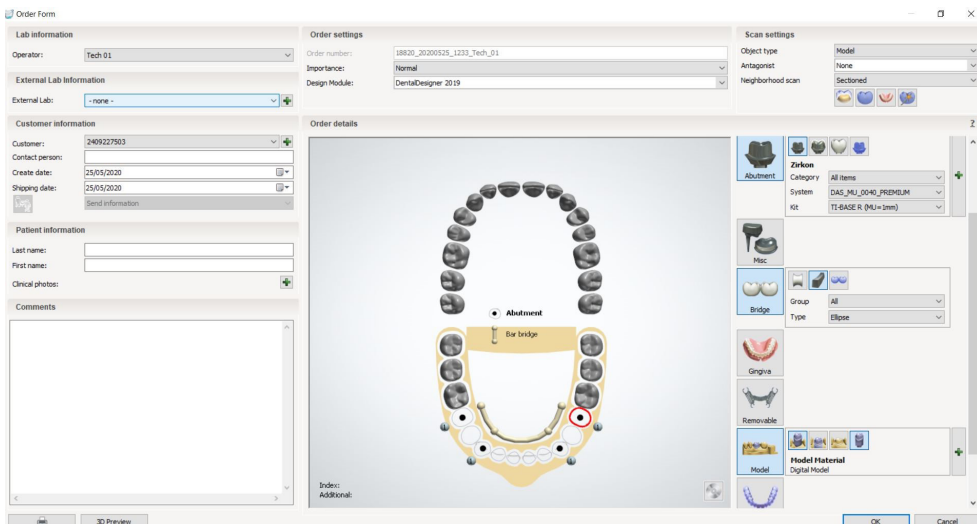 Order Form
Lab information
Operator:
Tech 01
External Lab Information
External Lab:
- none -
Customer information
Customer:
2409227503
Contact person:
Create date:
25/05/2020
Shipping date:
25/05/2020
Send information
Patient information
Last name:
First name:
Clinical photos:
Comments
3D Preview
Order settings
Order number:
18820_20200525_1233_Tech_01
Importance:
Normal
Design Module:
DentalDesigner 2019
Order details
Abutment
Bar bridge
Index:
Additional:
Scan settings
Object type
Model
Antagonist
None
Neighborhood scan
Sectioned
?
Abutment
Zirkon
Category
All items
System
DAS_MU_0040_PREMIUM
Kit
TI-BASE R (MU=1mm)
Misc
Bridge
Group
All
Type
Ellipse
Gingiva
Removable
Model
Model Material
Digital Model
OK
Cancel